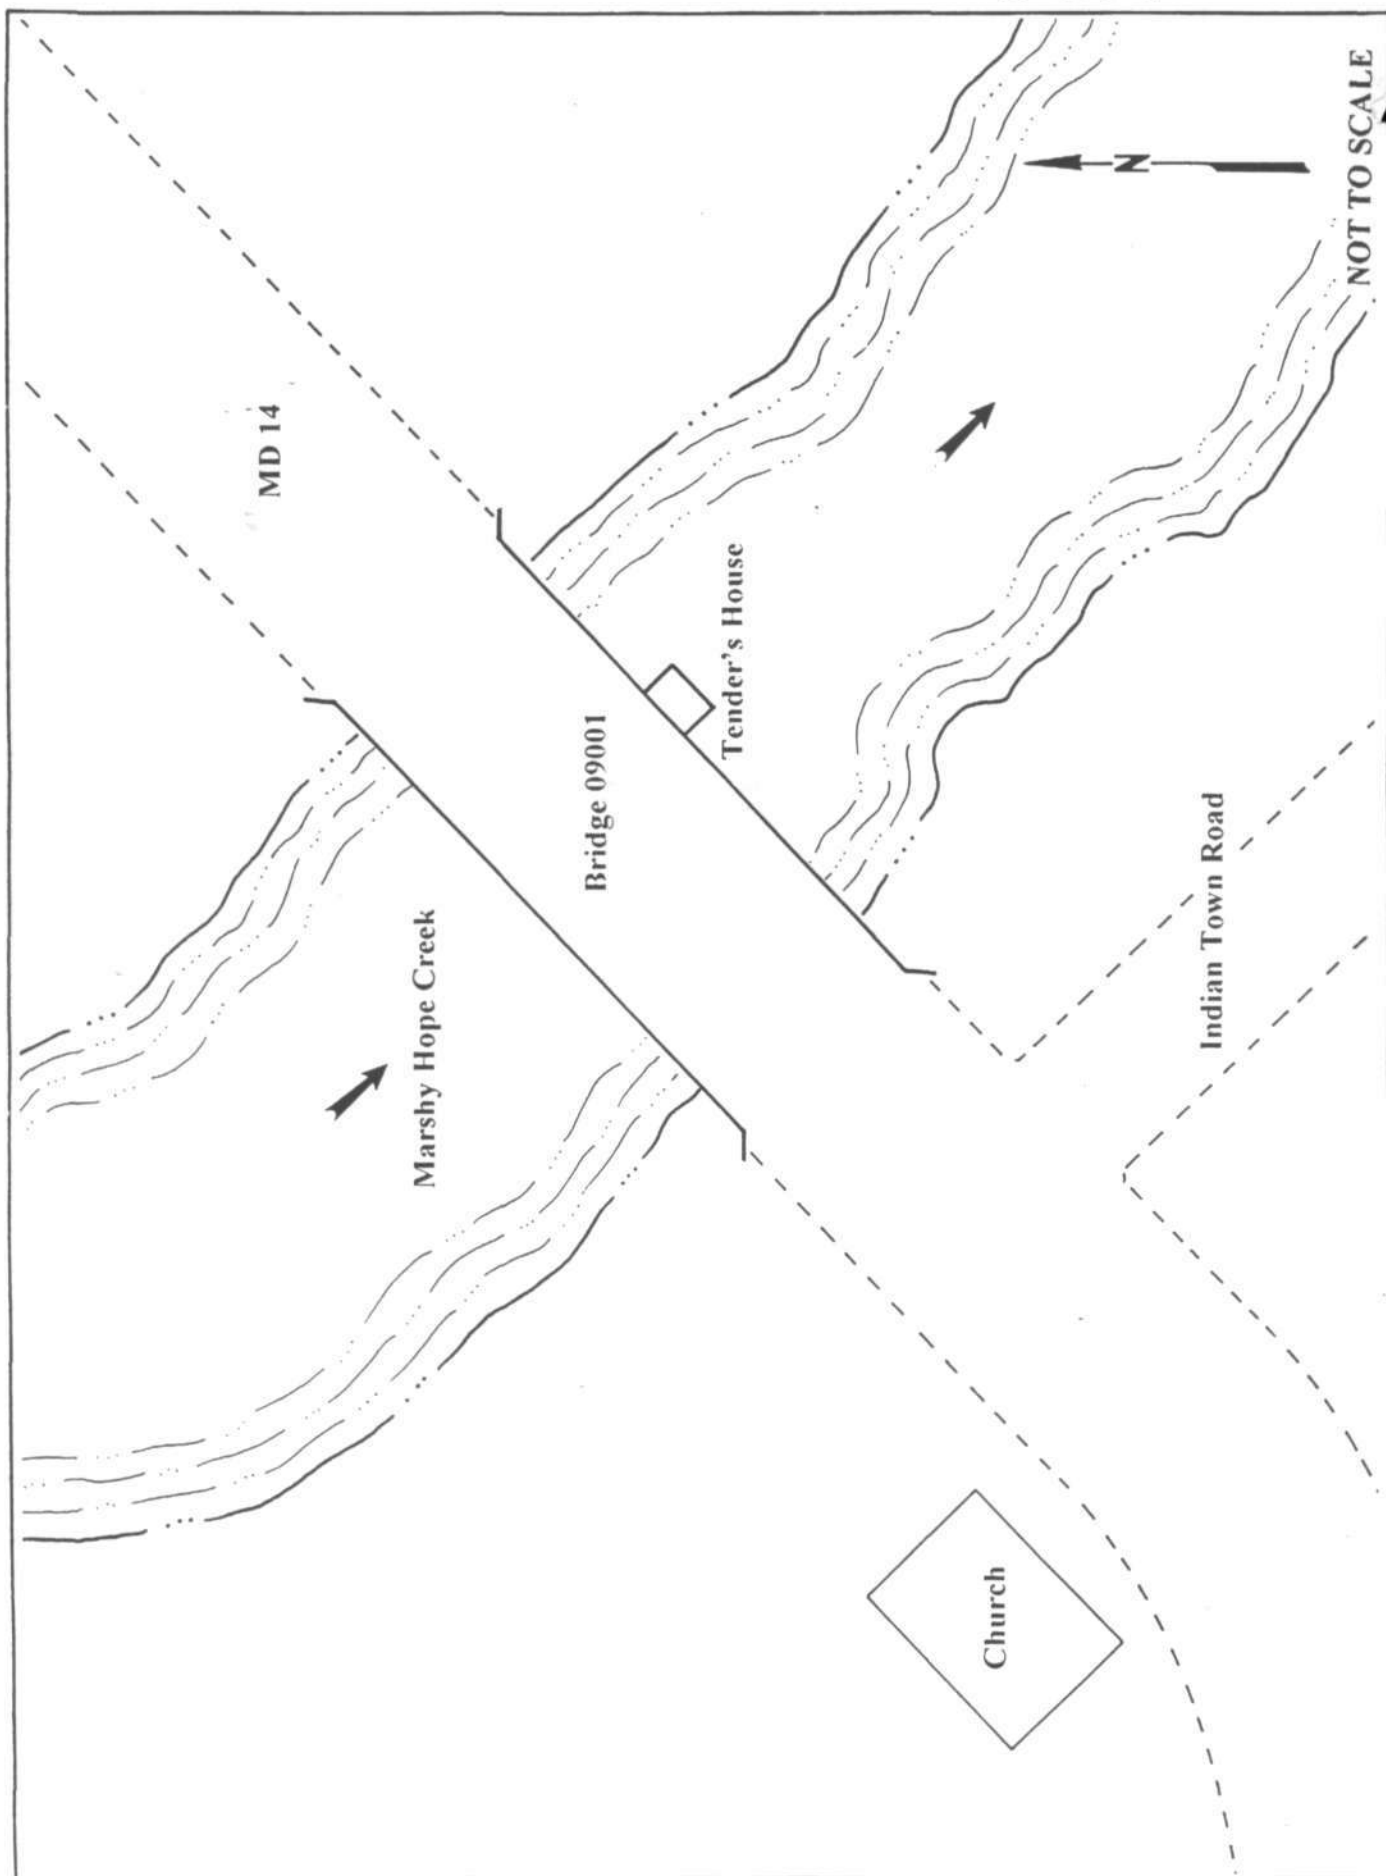 MD 14
Bridge 09001
Tender's House
Marshy Hope Creek
Indian Town Road
Church
N
NOT TO SCALE